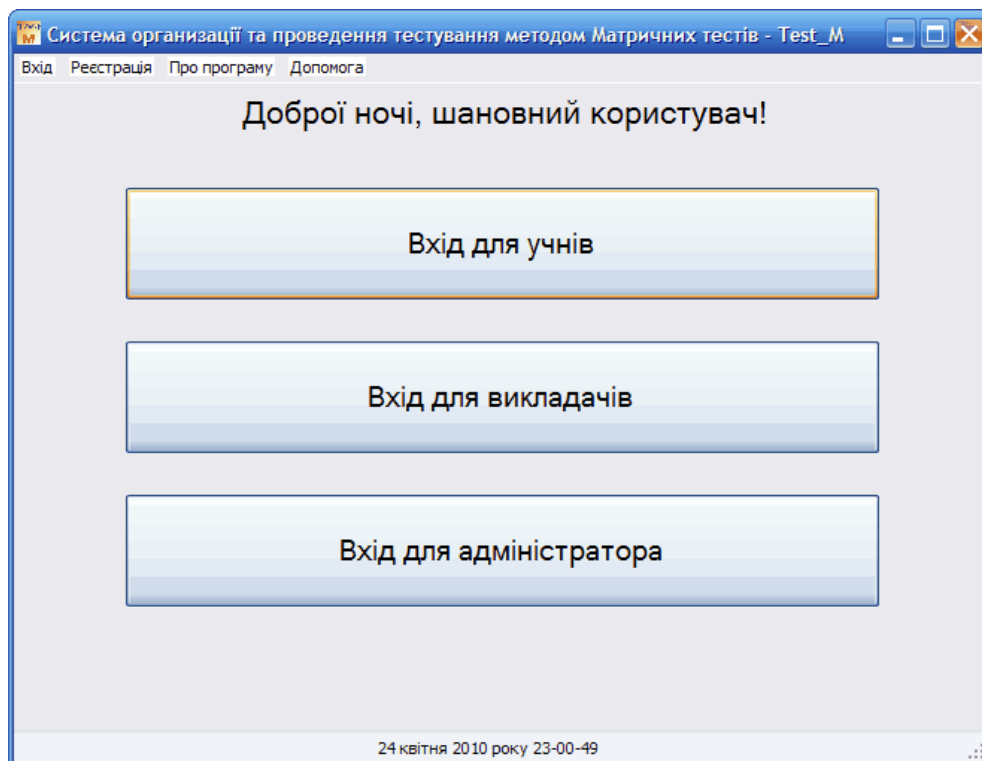 Система организації та проведення тестування методом Матричних тестів - Test_M
Вхід Реєстрація Про програму Допомога
Доброї ночі, шановний користувач!
Вхід для учнів
Вхід для викладачів
Вхід для адміністратора
24 квітня 2010 року 23-00-49